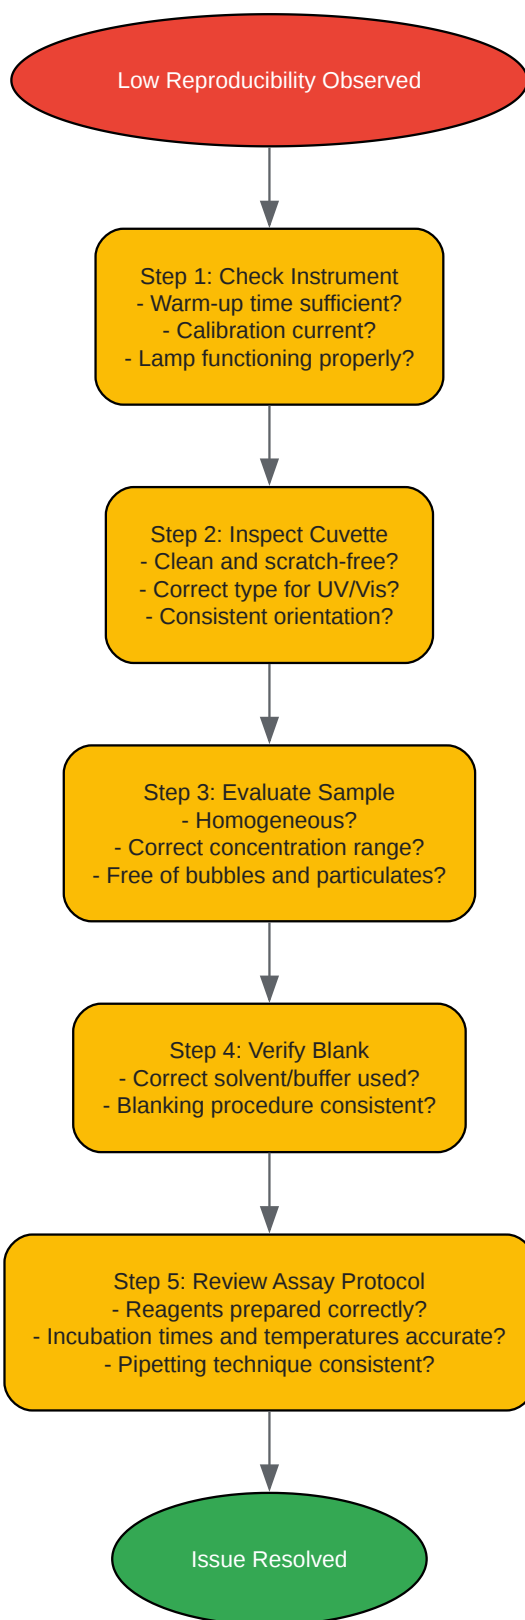 Low Reproducibility Observed
Step 1: Check Instrument
- Warm-up time sufficient?
- Calibration current?
- Lamp functioning properly?
Step 2: Inspect Cuvette
- Clean and scratch-free?
- Correct type for UV/Vis?
- Consistent orientation?
Step 3: Evaluate Sample
- Homogeneous?
- Correct concentration range?
- Free of bubbles and particulates?
Step 4: Verify Blank
- Correct solvent/buffer used?
- Blanking procedure consistent?
Step 5: Review Assay Protocol
- Reagents prepared correctly?
- Incubation times and temperatures accurate?
- Pipetting technique consistent?
Issue Resolved